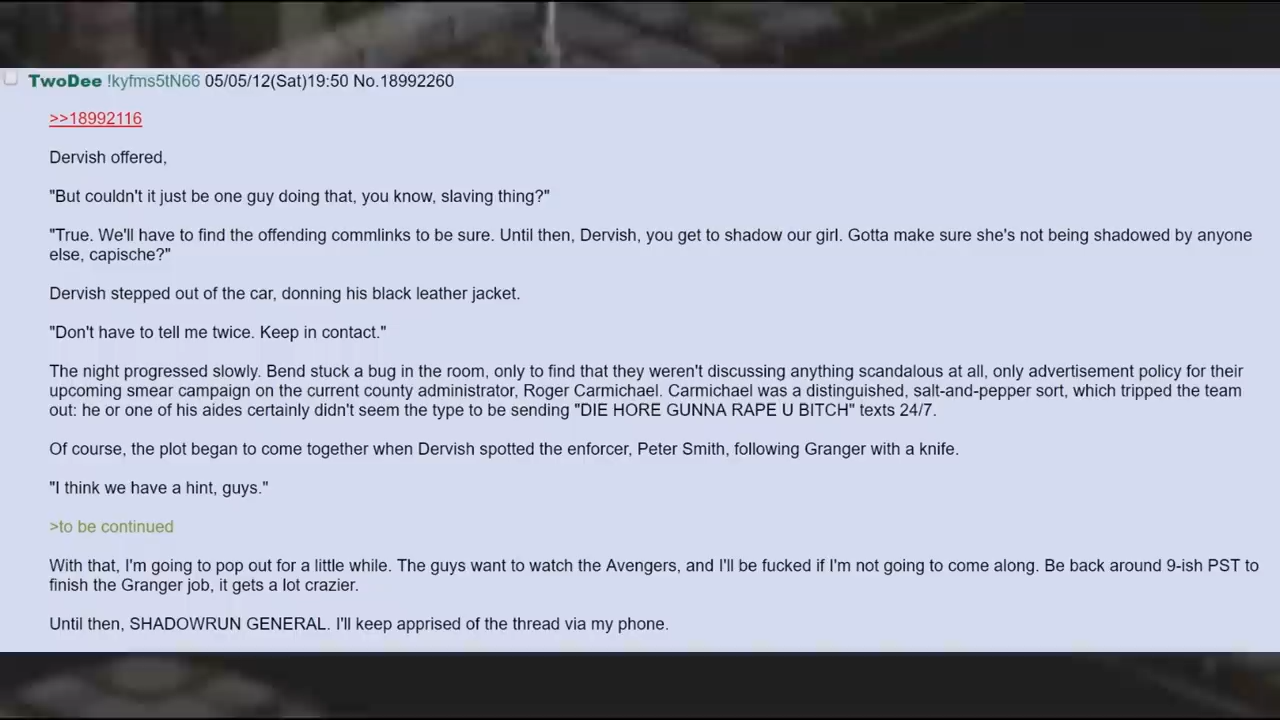 TwoDee !kyfms5tN66 05/05/12(Sat)19:50 No.18992260
>>18992116
Dervish offered,
"But couldn't it just be one guy doing that, you know, slaving thing?"
"True. We'll have to find the offending commlinks to be sure. Until then, Dervish, you get to shadow our girl. Gotta make sure she's not being shadowed by anyone
else, capische?"
Dervish stepped out of the car, donning his black leather jacket.
"Don't have to tell me twice. Keep in contact."
The night progressed slowly. Bend stuck a bug in the room, only to find that they weren't discussing anything scandalous at all, only advertisement policy for their
upcoming smear campaign on the current county administrator, Roger Carmichael. Carmichael was a distinguished, salt-and-pepper sort, which tripped the team
out: he or one of his aides certainly didn't seem the type to be sending "DIE HORE GUNNA RAPE U BITCH" texts 24/7.
Of course, the plot began to come together when Dervish spotted the enforcer, Peter Smith, following Granger with a knife.
"I think we have a hint, guys."
>to be continued
With that, I'm going to pop out for a little while. The guys want to watch the Avengers, and I'll be fucked if I'm not going to come along. Be back around 9-ish PST to
finish the Granger job, it gets a lot crazier.
Until then, SHADOWRUN GENERAL. I'll keep apprised of the thread via my phone.